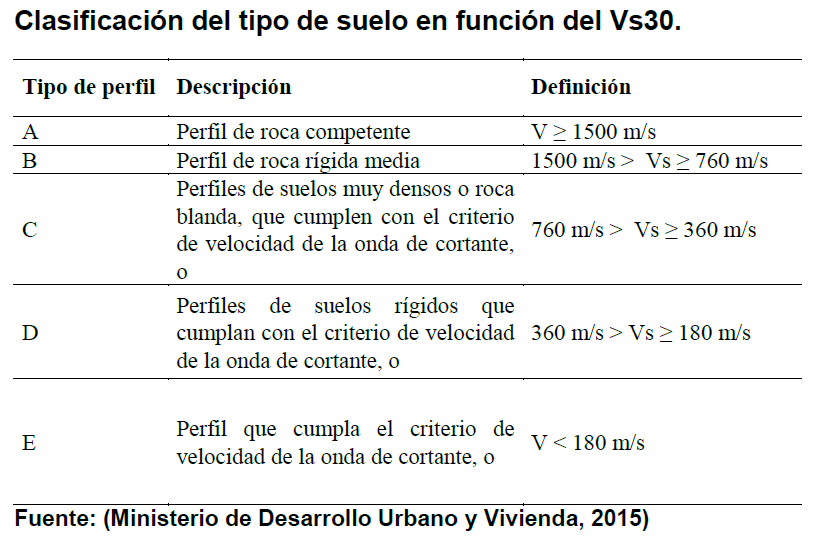 Clasificación del tipo de suelo en función del Vs30.
Tipo de perfil Descripción Definición
A Perfil de roca competente V ≥ 1500 m/s
B Perfil de roca rígida media 1500 m/s > Vs ≥ 760 m/s
Perfiles de suelos muy densos o roca
blanda, que cumplen con el criterio
C de velocidad de la onda de cortante, 760 m/s > Vs ≥ 360 m/s
o
Perfiles de suelos rígidos que
D cumplan con el criterio de velocidad 360 m/s > Vs ≥ 180 m/s
de la onda de cortante, o
E Perfil que cumpla el criterio de V < 180 m/s
velocidad de la onda de cortante, o
Fuente: (Ministerio de Desarrollo Urbano y Vivienda, 2015)